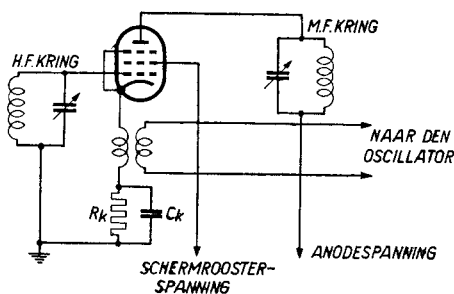 M.F. KRING
H.F. KRING
NAAR DEN
OSCILLATOR
Rk
Ck
SCHERMROOSTER-
SPANNING
ANODESPANNING